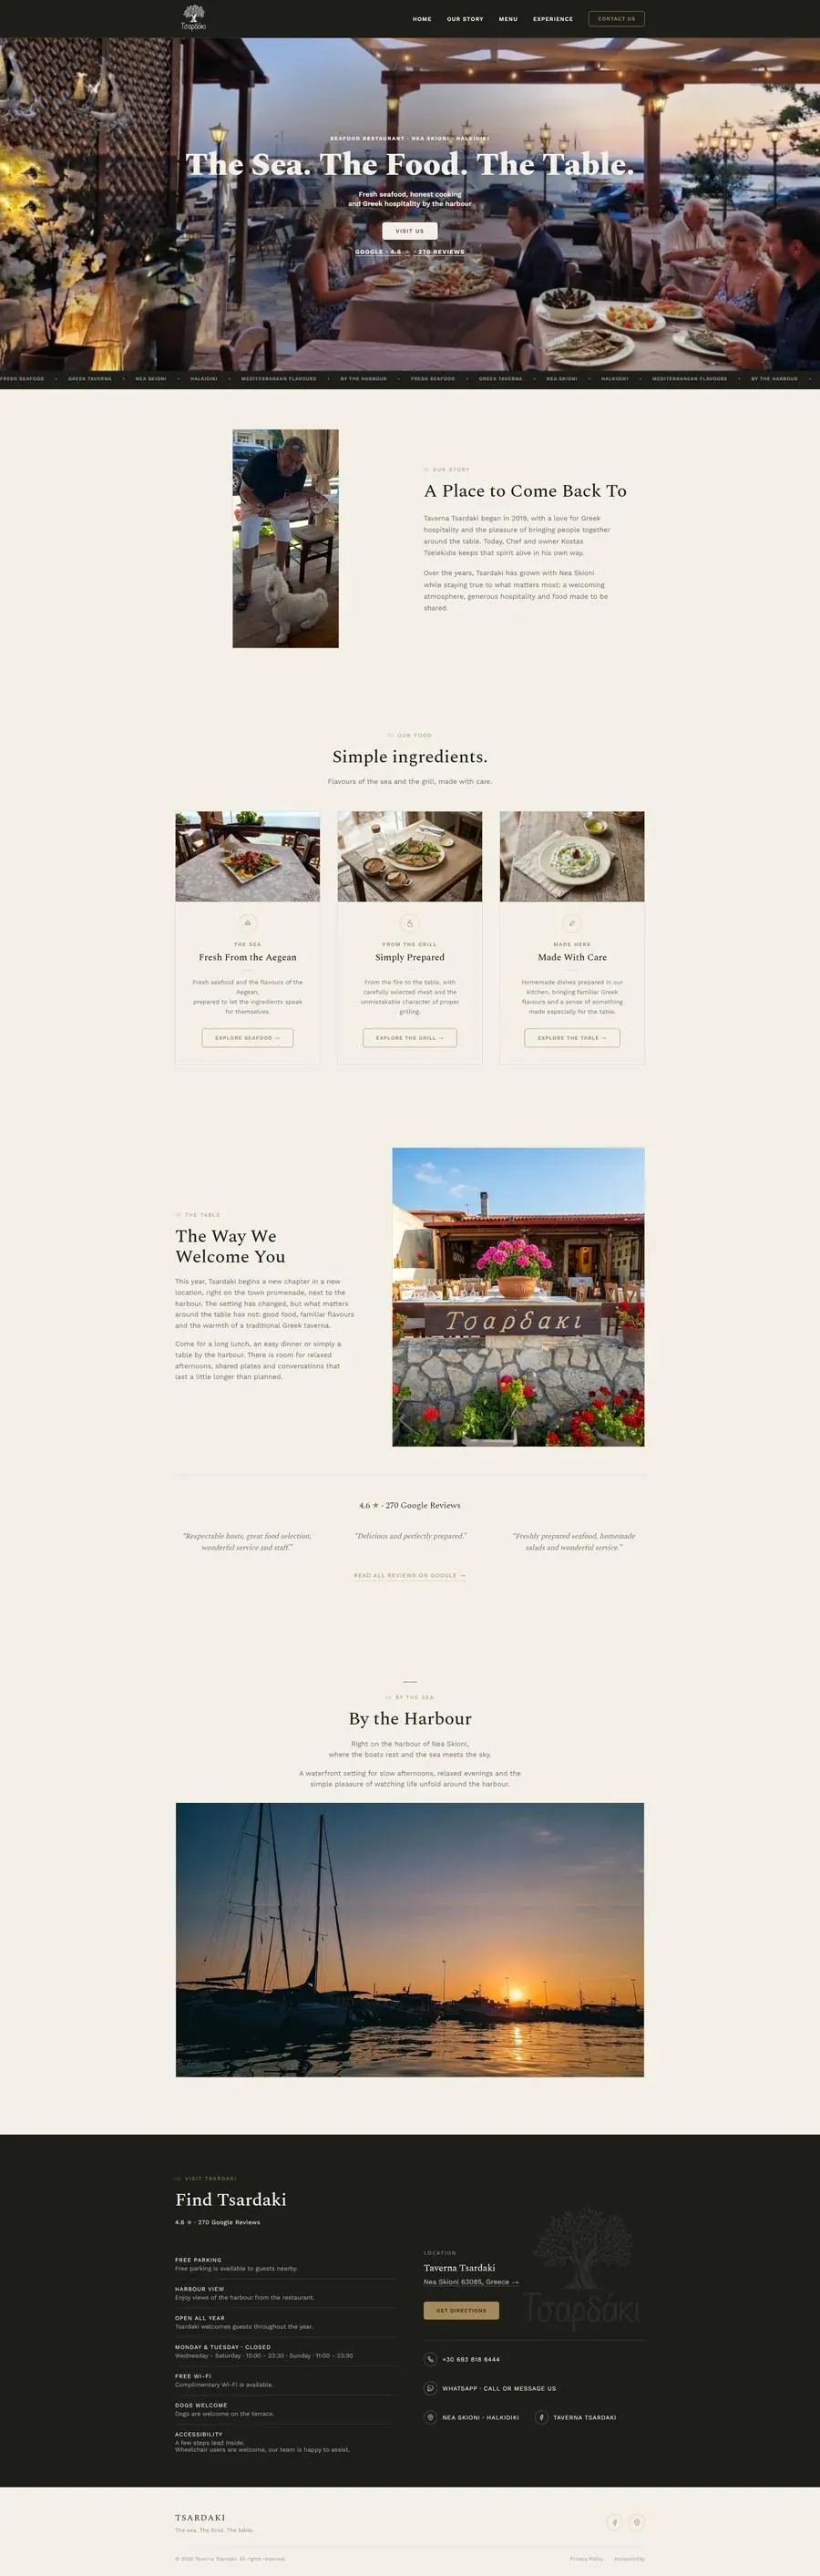 Τσαρδάκι
HOME
OUR STORY
MENU
EXPERIENCE
CONTACT US
SEAFOOD RESTAURANT · NEA SKIONI · HALKIDIKI
The Sea. The Food. The Table.
Fresh seafood, honest cooking
and Greek hospitality by the harbour
VISIT US
GOOGLE · 4.6 ★ · 270 REVIEWS
FRESH SEAFOOD • GREEK TAVERNA • NEA SKIONI • HALKIDIKI • MEDITERRANEAN FLAVOURS • BY THE HARBOUR • FRESH SEAFOOD • GREEK TAVERNA • NEA SKIONI • HALKIDIKI • MEDITERRANEAN FLAVOURS • BY THE HARBOUR •
OUR STORY
A Place to Come Back To
Taverna Tsardaki began in 2019, with a love for Greek
hospitality and the pleasure of bringing people together
around the table. Today, Chef and owner Kostas
Tselekidis keeps that spirit alive in his own way.
Over the years, Tsardaki has grown with Nea Skioni
while staying true to what matters most: a welcoming
atmosphere, generous hospitality and food made to be
shared.
OUR FOOD
Simple ingredients.
Flavours of the sea and the grill, made with care.
THE SEA
Fresh From the Aegean
Fresh seafood and the flavours of the
Aegean,
prepared to let the ingredients speak
for themselves.
EXPLORE SEAFOOD →
FROM THE GRILL
Simply Prepared
From the fire to the table, with
carefully selected meat and the
unmistakable character of proper
grilling.
EXPLORE THE GRILL →
MADE HERE
Made With Care
Homemade dishes prepared in our
kitchen, bringing familiar Greek
flavours and a sense of something
made especially for the table.
EXPLORE THE TABLE →
THE TABLE
The Way We
Welcome You
This year, Tsardaki begins a new chapter in a new
location, right on the town promenade, next to the
harbour. The setting has changed, but what matters
around the table has not: good food, familiar flavours
and the warmth of a traditional Greek taverna.
Come for a long lunch, an easy dinner or simply a
table by the harbour. There is room for relaxed
afternoons, shared plates and conversations that
last a little longer than planned.
Τσαρδακι
4.6 ★ · 270 Google Reviews
“Respectable hosts, great food selection,
wonderful service and staff.”
“Delicious and perfectly prepared.”
“Freshly prepared seafood, homemade
salads and wonderful service.”
READ ALL REVIEWS ON GOOGLE →
BY THE SEA
By the Harbour
Right on the harbour of Nea Skioni,
where the boats rest and the sea meets the sky.
A waterfront setting for slow afternoons, relaxed evenings and the
simple pleasure of watching life unfold around the harbour.
VISIT TSARDAKI
Find Tsardaki
4.6 ★ · 270 Google Reviews
FREE PARKING
Free parking is available to guests nearby.
HARBOUR VIEW
Enjoy views of the harbour from the restaurant.
OPEN ALL YEAR
Tsardaki welcomes guests throughout the year.
MONDAY & TUESDAY · CLOSED
Wednesday – Saturday · 13:00 – 23:30 · Sunday · 11:00 – 23:30
FREE WI-FI
Complimentary Wi-Fi is available.
DOGS WELCOME
Dogs are welcome on the terrace.
ACCESSIBILITY
A few steps lead inside.
Wheelchair users are welcome, our team is happy to assist.
LOCATION
Taverna Tsardaki
Nea Skioni 63085, Greece →
GET DIRECTIONS
Τσαρδάκι
+30 693 818 6444
WHATSAPP · CALL OR MESSAGE US
NEA SKIONI · HALKIDIKI
TAVERNA TSARDAKI
TSARDAKI
The sea. The food. The table.
© 2026 Taverna Tsardaki. All rights reserved.
Privacy Policy
Accessibility